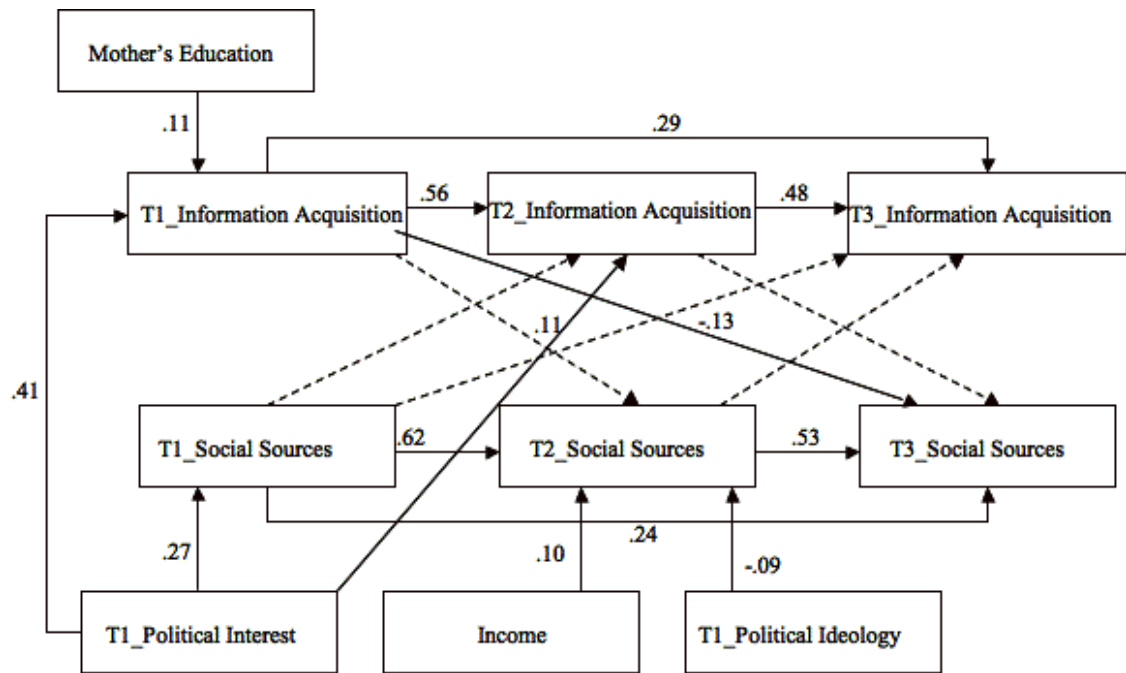 Mother's Education
.11
.29
T1_Information Acquisition
.56
T2_Information Acquisition
.48
T3_Information Acquisition
.11
-.13
.41
T1_Social Sources
.62
T2_Social Sources
.53
T3_Social Sources
.24
.27
.10
-.09
T1_Political Interest
Income
T1_Political Ideology